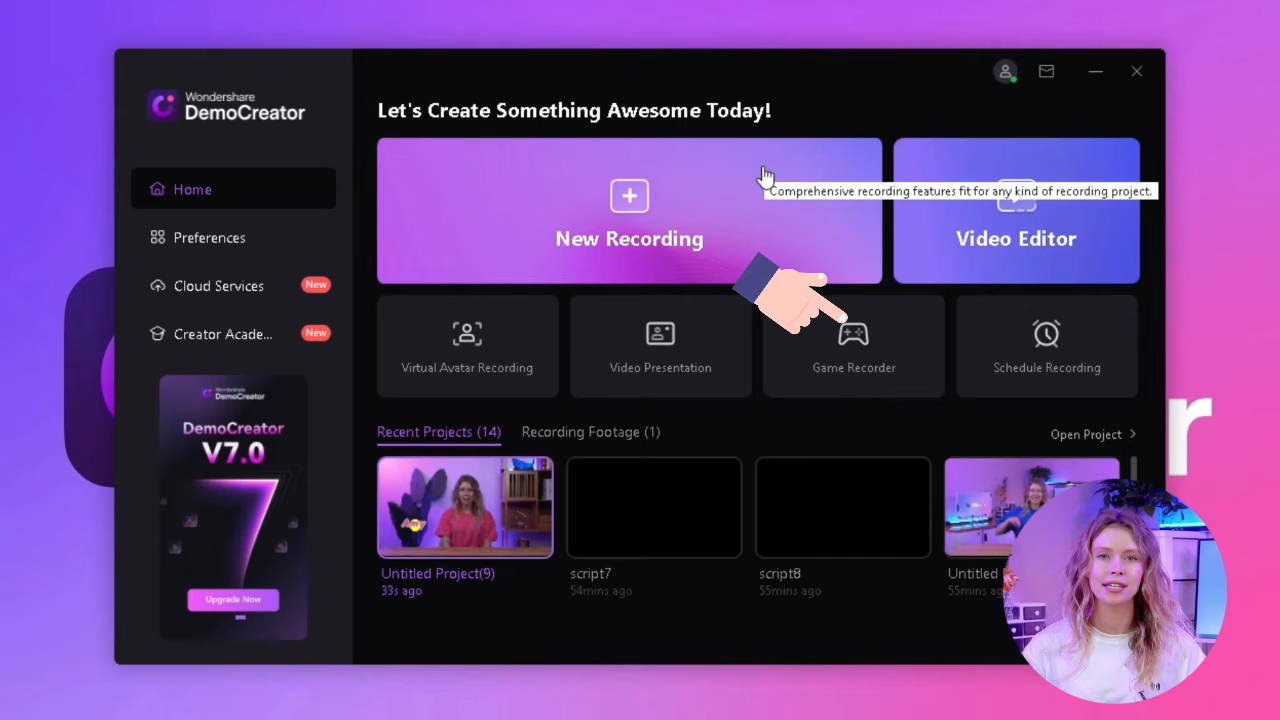 Wondershare
DemoCreator
Let's Create Something Awesome Today!
Home
Preferences
Cloud Services New
Creator Acade... New
New Recording
Comprehensive recording features fit for any kind of recording project.
Video Editor
Virtual Avatar Recording
Video Presentation
Game Recorder
Schedule Recording
Wondershare
DemoCreator
DemoCreator
V7.0
7
Upgrade Now
Recent Projects (14)
Recording Footage (1)
Open Project
Untitled Project(9)
33s ago
script7
54mins ago
script8
55mins ago
Untitled
55mins ag
r